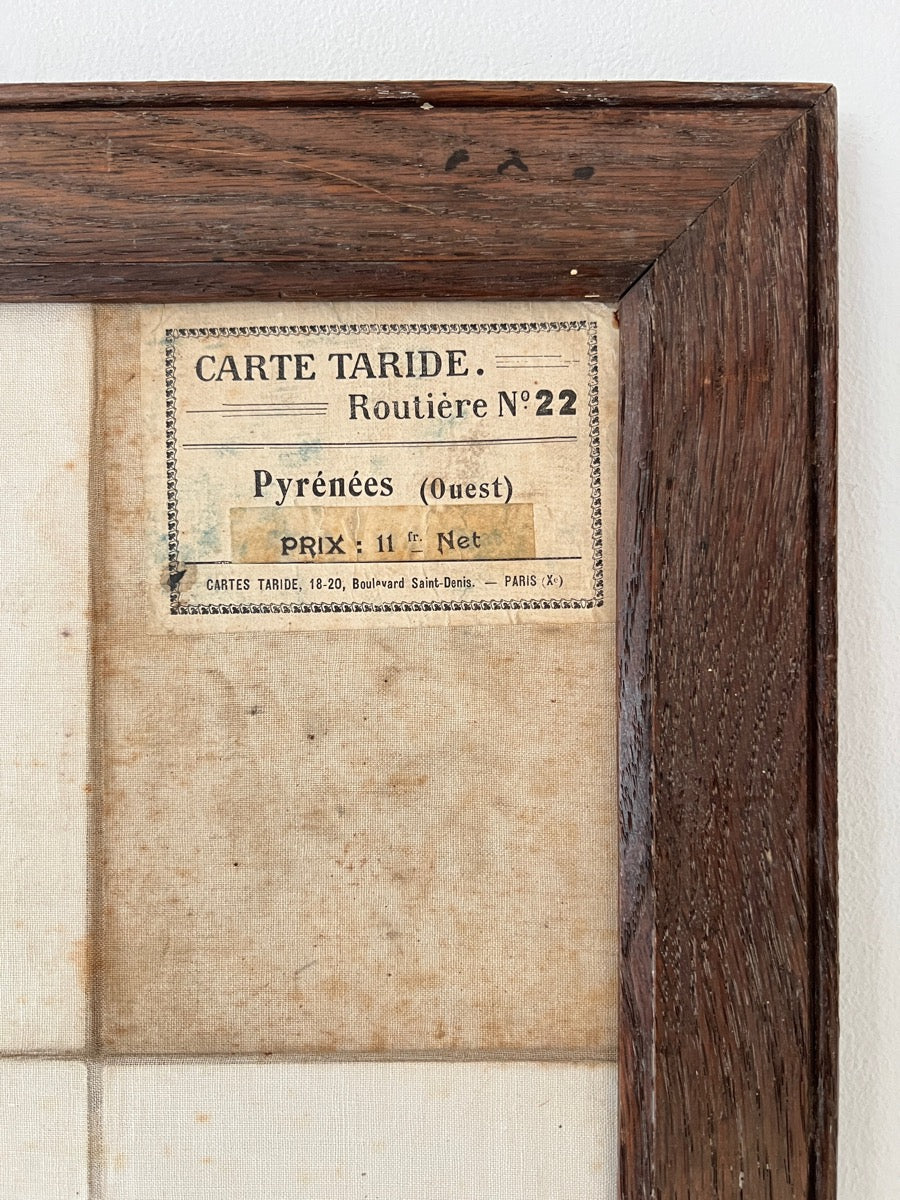 CARTE TARIDE.
Routière Nº 22
Pyrénées (Ouest)
PRIX : 11 fr. Net
CARTES TARIDE, 18-20, Boulevard Saint-Denis. — PARIS (Xe)